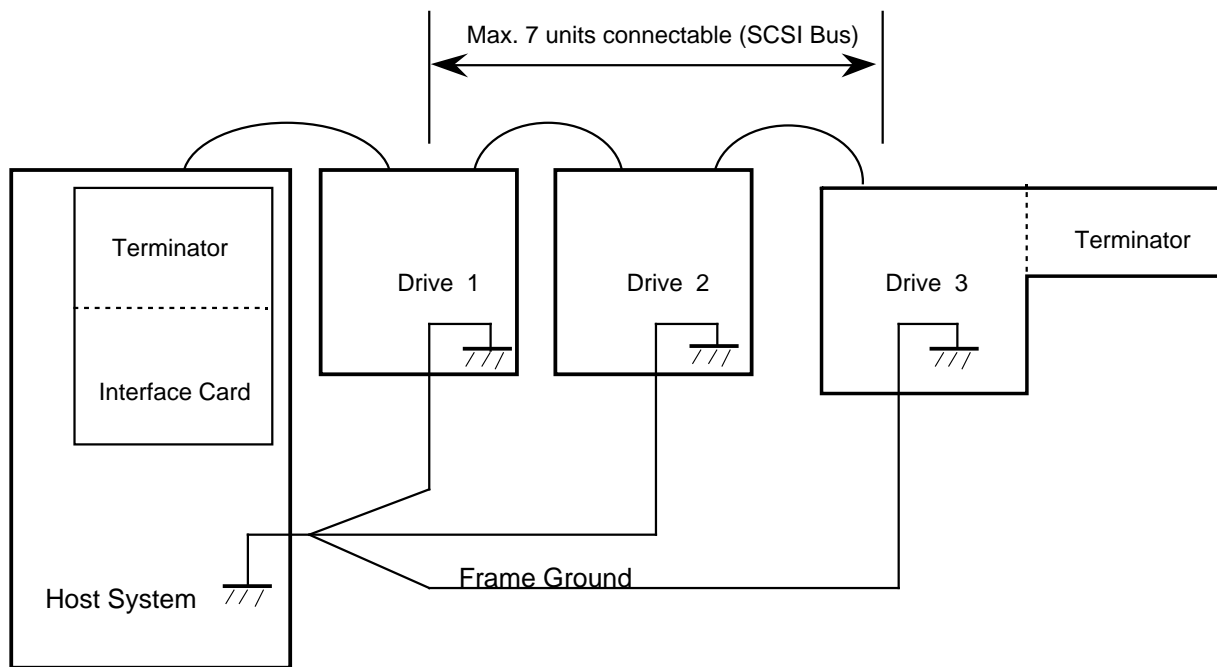 Max. 7 units connectable (SCSI Bus)
Terminator
Interface Card
Drive 1
Drive 2
Drive 3
Terminator
Frame Ground
Host System